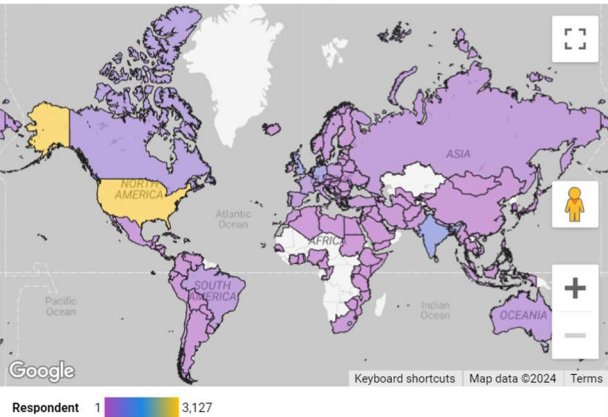 ASIA
NORTH
AMERICA
Atlantic
Ocean
AFRICA
SOUTH
AMERICA
Pacific
Ocean
Indian
Ocean
OCEANIA
Google
Keyboard shortcuts
Map data ©2024
Terms
Respondent 1 3,127